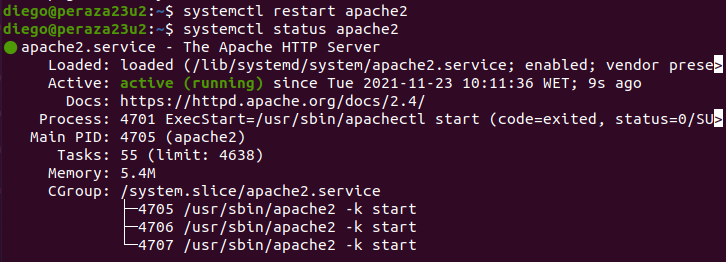 diego@peraza23u2:~$ systemctl restart apache2
diego@peraza23u2:~$ systemctl status apache2
● apache2.service - The Apache HTTP Server
     Loaded: loaded (/lib/systemd/system/apache2.service; enabled; vendor prese>
     Active: active (running) since Tue 2021-11-23 10:11:36 WET; 9s ago
       Docs: https://httpd.apache.org/docs/2.4/
    Process: 4701 ExecStart=/usr/sbin/apachectl start (code=exited, status=0/SU>
   Main PID: 4705 (apache2)
      Tasks: 55 (limit: 4638)
     Memory: 5.4M
     CGroup: /system.slice/apache2.service
             ├─4705 /usr/sbin/apache2 -k start
             ├─4706 /usr/sbin/apache2 -k start
             └─4707 /usr/sbin/apache2 -k start